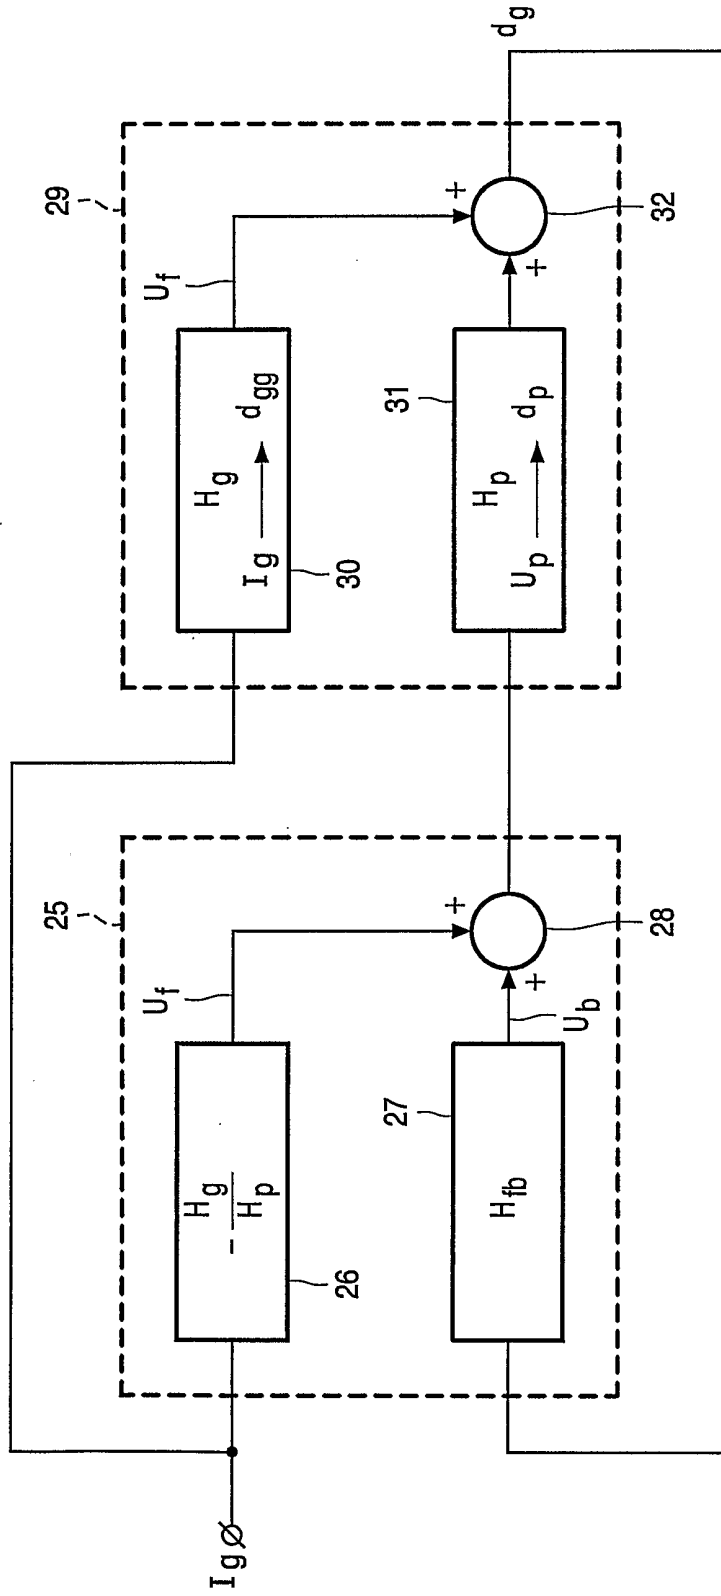 Ig
25
- Hg
Hp
26
Uf
+
27
Hfb
Ub
+
28
29
Hg
Ig dgg
30
Uf
+
31
Hp
Up dp
+
32
dg